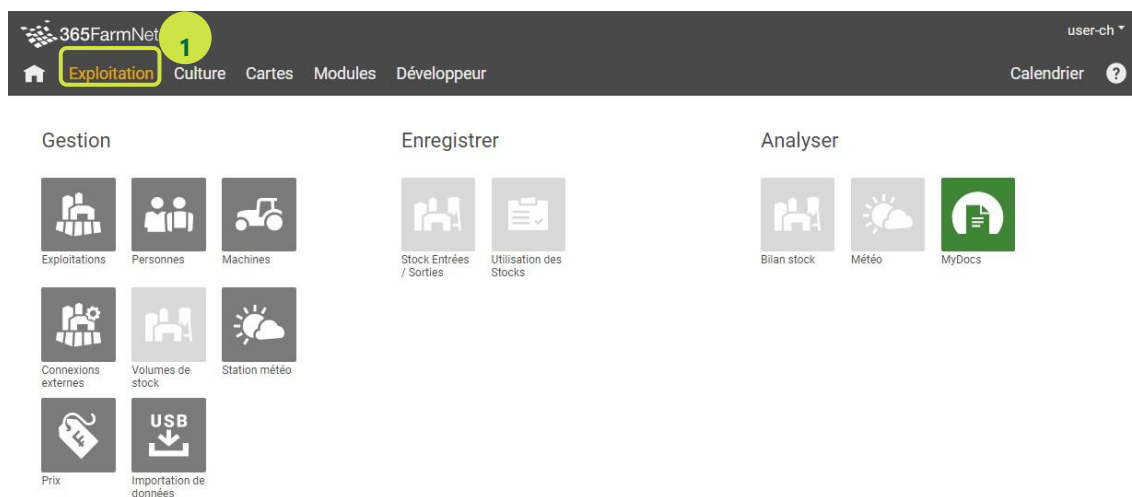 365FarmNet
user-ch
1
Exploitation Culture Cartes Modules Développeur
Calendrier ?
Gestion
Exploitations
Personnes
Machines
Connexions
externes
Volumes de
stock
Station météo
Prix
USB
Importation de
données
Enregistrer
Stock Entrées
/ Sorties
Utilisation des
Stocks
Analyser
Bilan stock
Météo
MyDocs